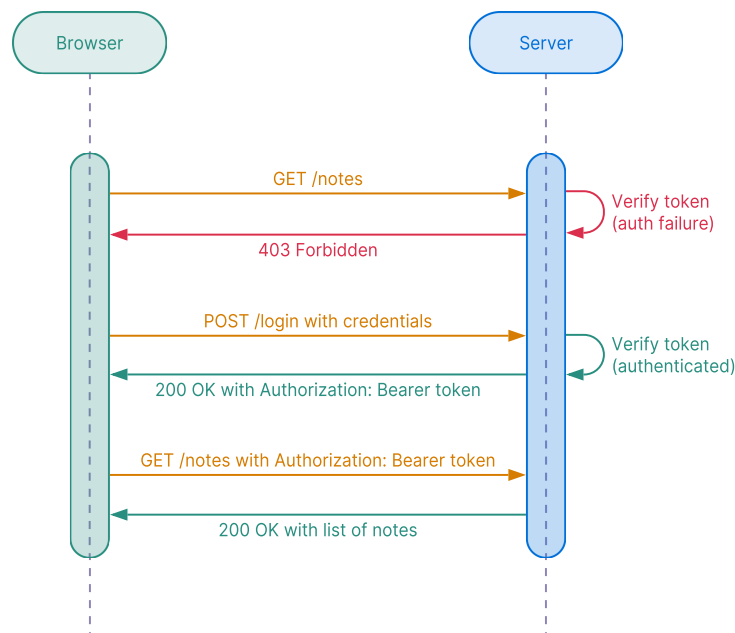 Browser
Server
GET /notes
Verify token
(auth failure)
403 Forbidden
POST /login with credentials
Verify token
(authenticated)
200 OK with Authorization: Bearer token
GET /notes with Authorization: Bearer token
200 OK with list of notes